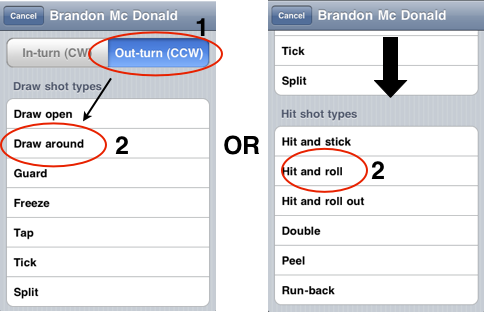 Cancel Brandon Mc Donald
1
In-turn (CW) Out-turn (CCW)
Draw shot types
Draw open
Draw around 2
Guard
Freeze
Tap
Tick
Split
OR
Cancel Brandon Mc Donald
Tick
Split
Hit shot types
Hit and stick
Hit and roll 2
Hit and roll out
Double
Peel
Run-back